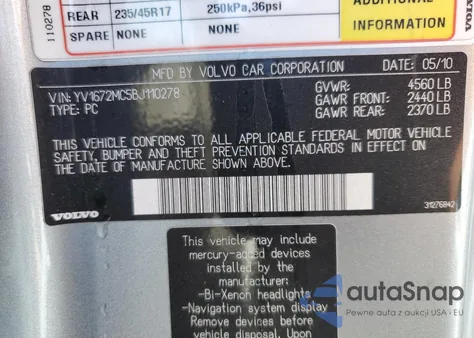 110278
REAR 235/45R17 250kPa,36psi
SPARE NONE NONE
ADDITIONAL
INFORMATION
MFD BY VOLVO CAR CORPORATION DATE: 05/10
VIN: YV1672MC5BJ110278 GVWR: 4560 LB
TYPE: PC GAWR FRONT: 2440 LB
GAWR REAR: 2370 LB
THIS VEHICLE CONFORMS TO ALL APPLICABLE FEDERAL MOTOR VEHICLE
SAFETY, BUMPER AND THEFT PREVENTION STANDARDS IN EFFECT ON
THE DATE OF MANUFACTURE SHOWN ABOVE.
VOLVO 31276842
This vehicle may include
mercury-added devices
installed by the
manufacturer:
-Bi-Xenon headlights
-Navigation system display
Remove devices before
vehicle disposal. Upon
autoSnap
Pewne auta z aukcji USA i EU